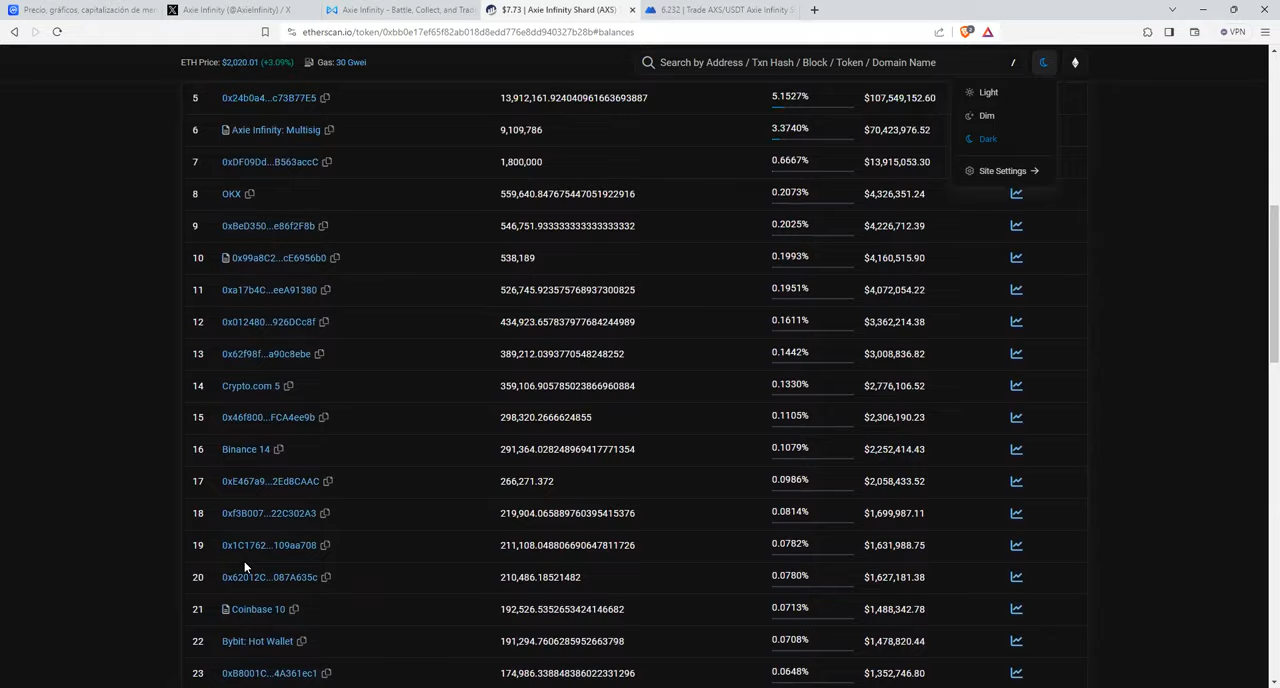 Precio, gráficos, capitalización de mer
Axie Infinity (@AxieInfinity) / X
Axie Infinity - Battle, Collect, and Trade
$7.73 | Axie Infinity Shard (AXS)
6.232 | Trade AXS/USDT Axie Infinity S
etherscan.io/token/0xbb0e17ef65f82ab018d8edd776e8dd940327b28b#balances
VPN
ETH Price: $2,020.01 (+3.09%) Gas: 30 Gwei
Search by Address / Txn Hash / Block / Token / Domain Name
/
Light
Dim
Dark
Site Settings
5 0x24b0a4...c73B77E5 13,912,161.924040961663693887 5.1527% $107,549,152.60
6 Axie Infinity: Multisig 9,109,786 3.3740% $70,423,976.52
7 0xDF09Dd...B563accC 1,800,000 0.6667% $13,915,053.30
8 OKX 559,640.847675447051922916 0.2073% $4,326,351.24
9 0xBeD350...e86f2F8b 546,751.933333333333333332 0.2025% $4,226,712.39
10 0x99a8C2...cE6956b0 538,189 0.1993% $4,160,515.90
11 0xa17b4C...eeA91380 526,745.923575768937300825 0.1951% $4,072,054.22
12 0x012480...926DCc8f 434,923.657837977684244989 0.1611% $3,362,214.38
13 0x62f98f...a90c8ebe 389,212.0393770548248252 0.1442% $3,008,836.82
14 Crypto.com 5 359,106.905785023866960884 0.1330% $2,776,106.52
15 0x46f800...FCA4ee9b 298,320.2666624855 0.1105% $2,306,190.23
16 Binance 14 291,364.028248969417771354 0.1079% $2,252,414.43
17 0xE467a9...2Ed8CAAC 266,271.372 0.0986% $2,058,433.52
18 0xf3B007...22C302A3 219,904.065889760395415376 0.0814% $1,699,987.11
19 0x1C1762...109aa708 211,108.048806690647811726 0.0782% $1,631,988.75
20 0x62012C...087A635c 210,486.18521482 0.0780% $1,627,181.38
21 Coinbase 10 192,526.5352653424146682 0.0713% $1,488,342.78
22 Bybit: Hot Wallet 191,294.7606285952663798 0.0708% $1,478,820.44
23 0xB8001C...4A361ec1 174,986.338848386022331296 0.0648% $1,352,746.80